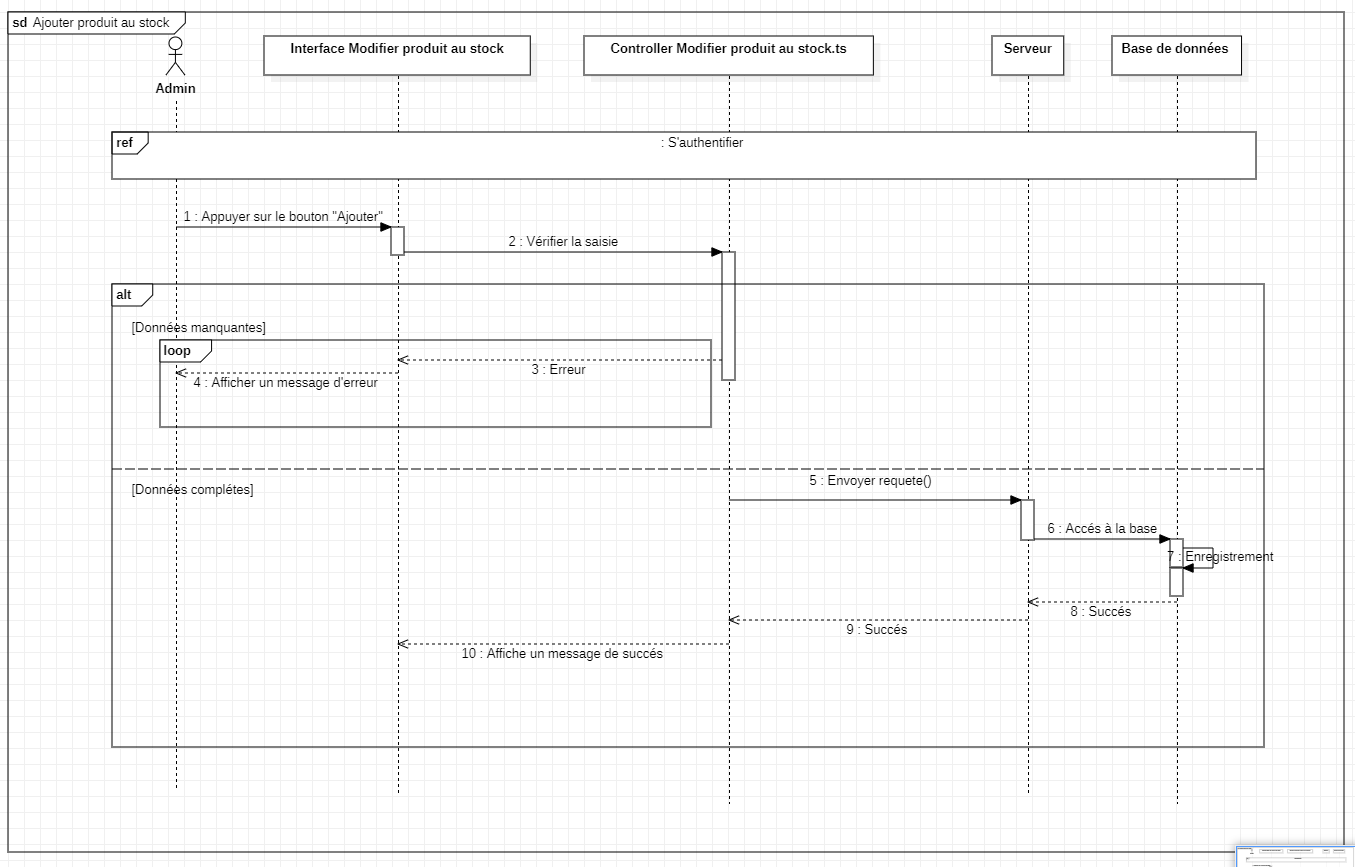 sd Ajouter produit au stock
Interface Modifier produit au stock
Controller Modifier produit au stock.ts
Serveur
Base de données
Admin
ref
: S'authentifier
1 : Appuyer sur le bouton "Ajouter"
2 : Vérifier la saisie
alt
[Données manquantes]
loop
3 : Erreur
4 : Afficher un message d'erreur
5 : Envoyer requete()
[Données complétes]
6 : Accés à la base
7 : Enregistrement
8 : Succés
9 : Succés
10 : Affiche un message de succés